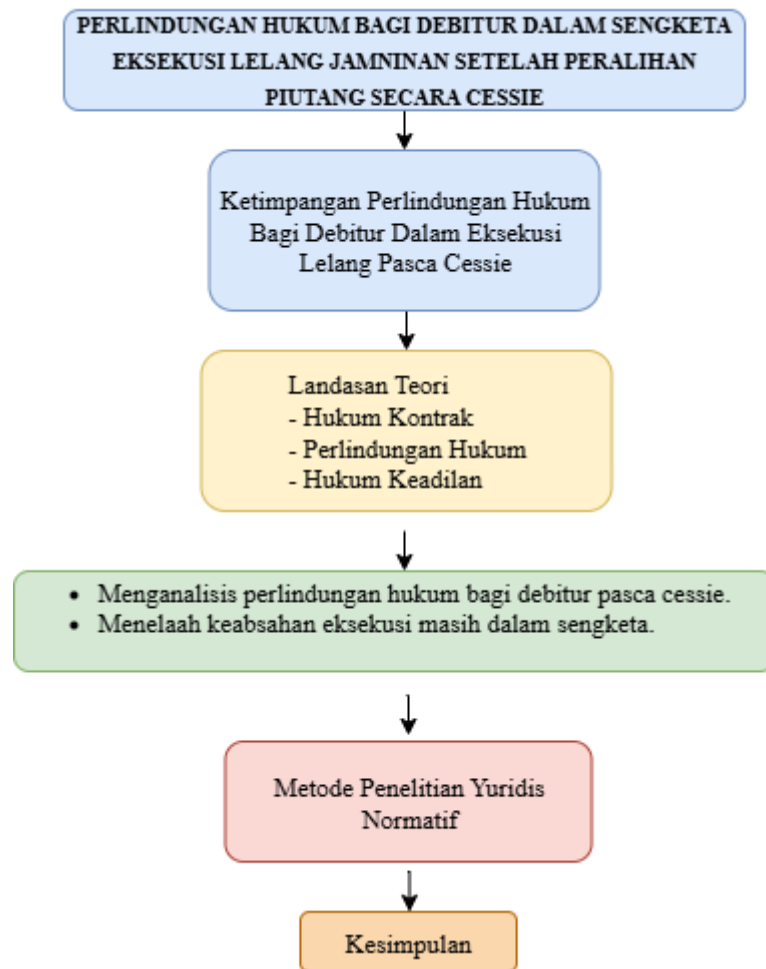 PERLINDUNGAN HUKUM BAGI DEBITUR DALAM SENGKETA
EKSEKUSI LELANG JAMNINAN SETELAH PERALIHAN
PIUTANG SECARA CESSIE
Ketimpangan Perlindungan Hukum
Bagi Debitur Dalam Eksekusi
Lelang Pasca Cessie
Landasan Teori
- Hukum Kontrak
- Perlindungan Hukum
- Hukum Keadilan
• Menganalisis perlindungan hukum bagi debitur pasca cessie.
• Menelaah keabsahan eksekusi masih dalam sengketa.
Metode Penelitian Yuridis
Normatif
Kesimpulan